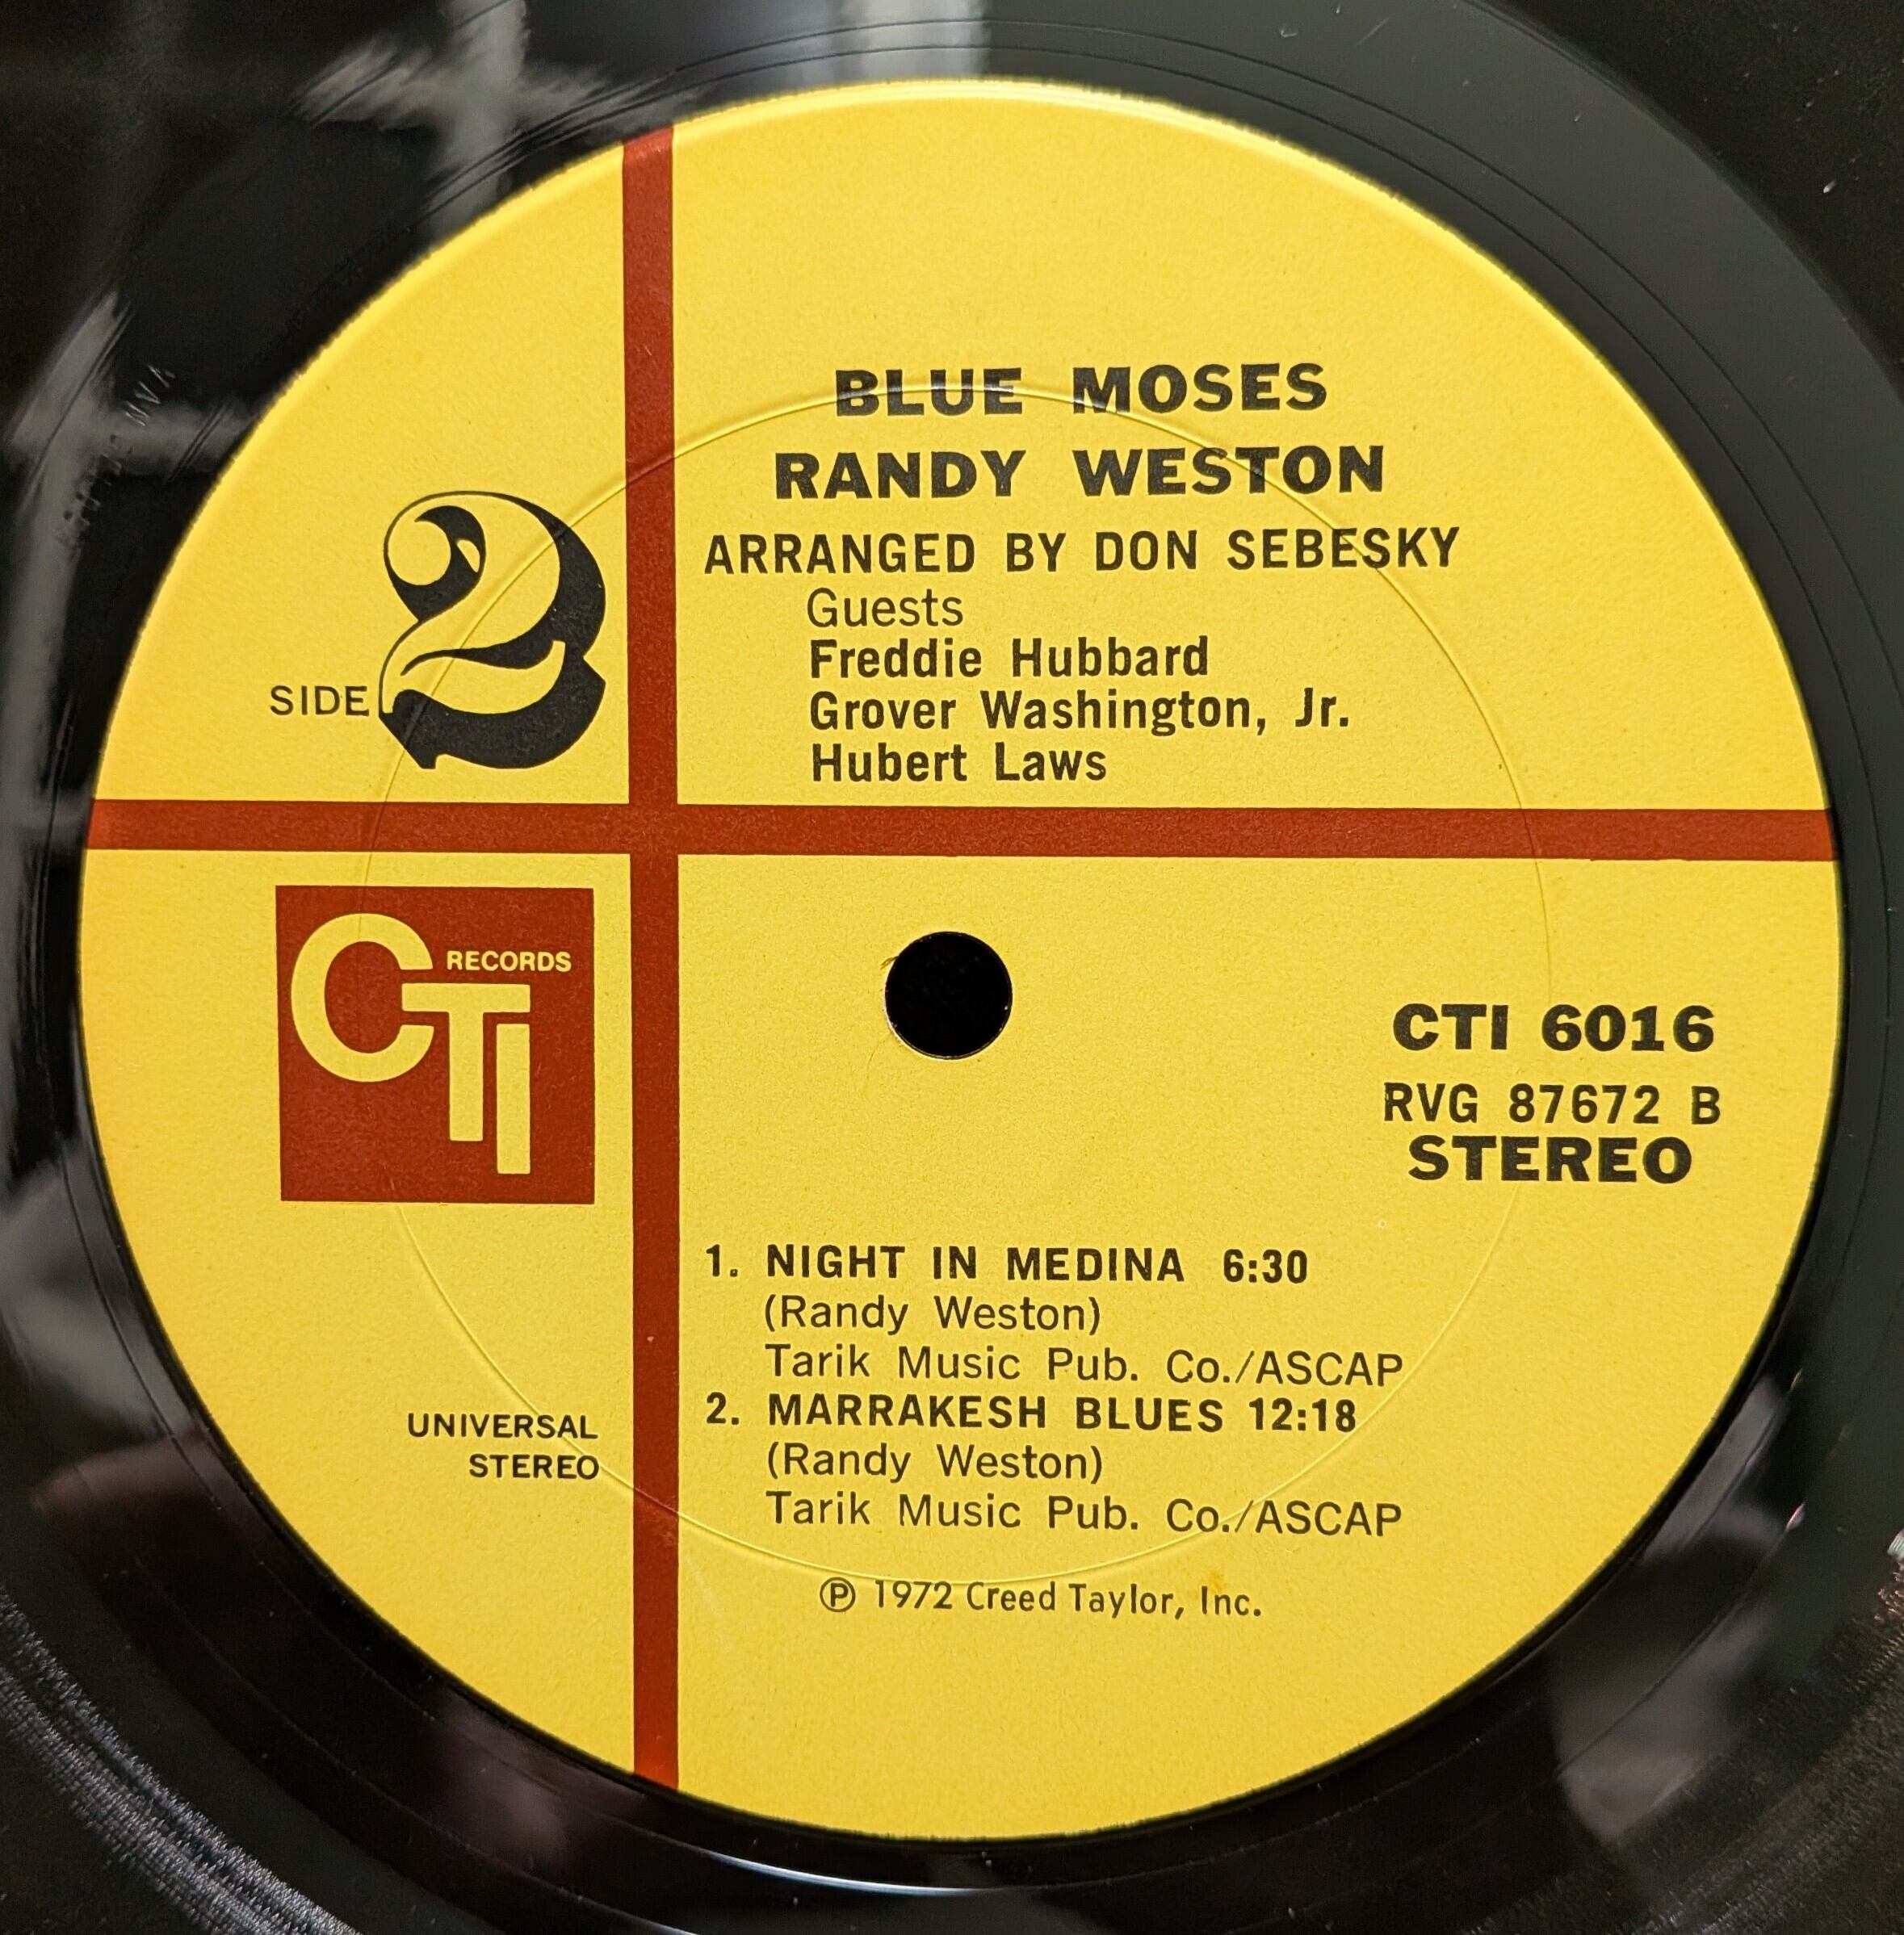 BLUE MOSES
RANDY WESTON
ARRANGED BY DON SEBESKY
Guests
Freddie Hubbard
Grover Washington, Jr.
Hubert Laws
SIDE 2
CTI RECORDS
CTI 6016
RVG 87672 B
STEREO
1. NIGHT IN MEDINA 6:30
(Randy Weston)
Tarik Music Pub. Co./ASCAP
2. MARRAKESH BLUES 12:18
(Randy Weston)
Tarik Music Pub. Co./ASCAP
UNIVERSAL
STEREO
Ⓟ 1972 Creed Taylor, Inc.